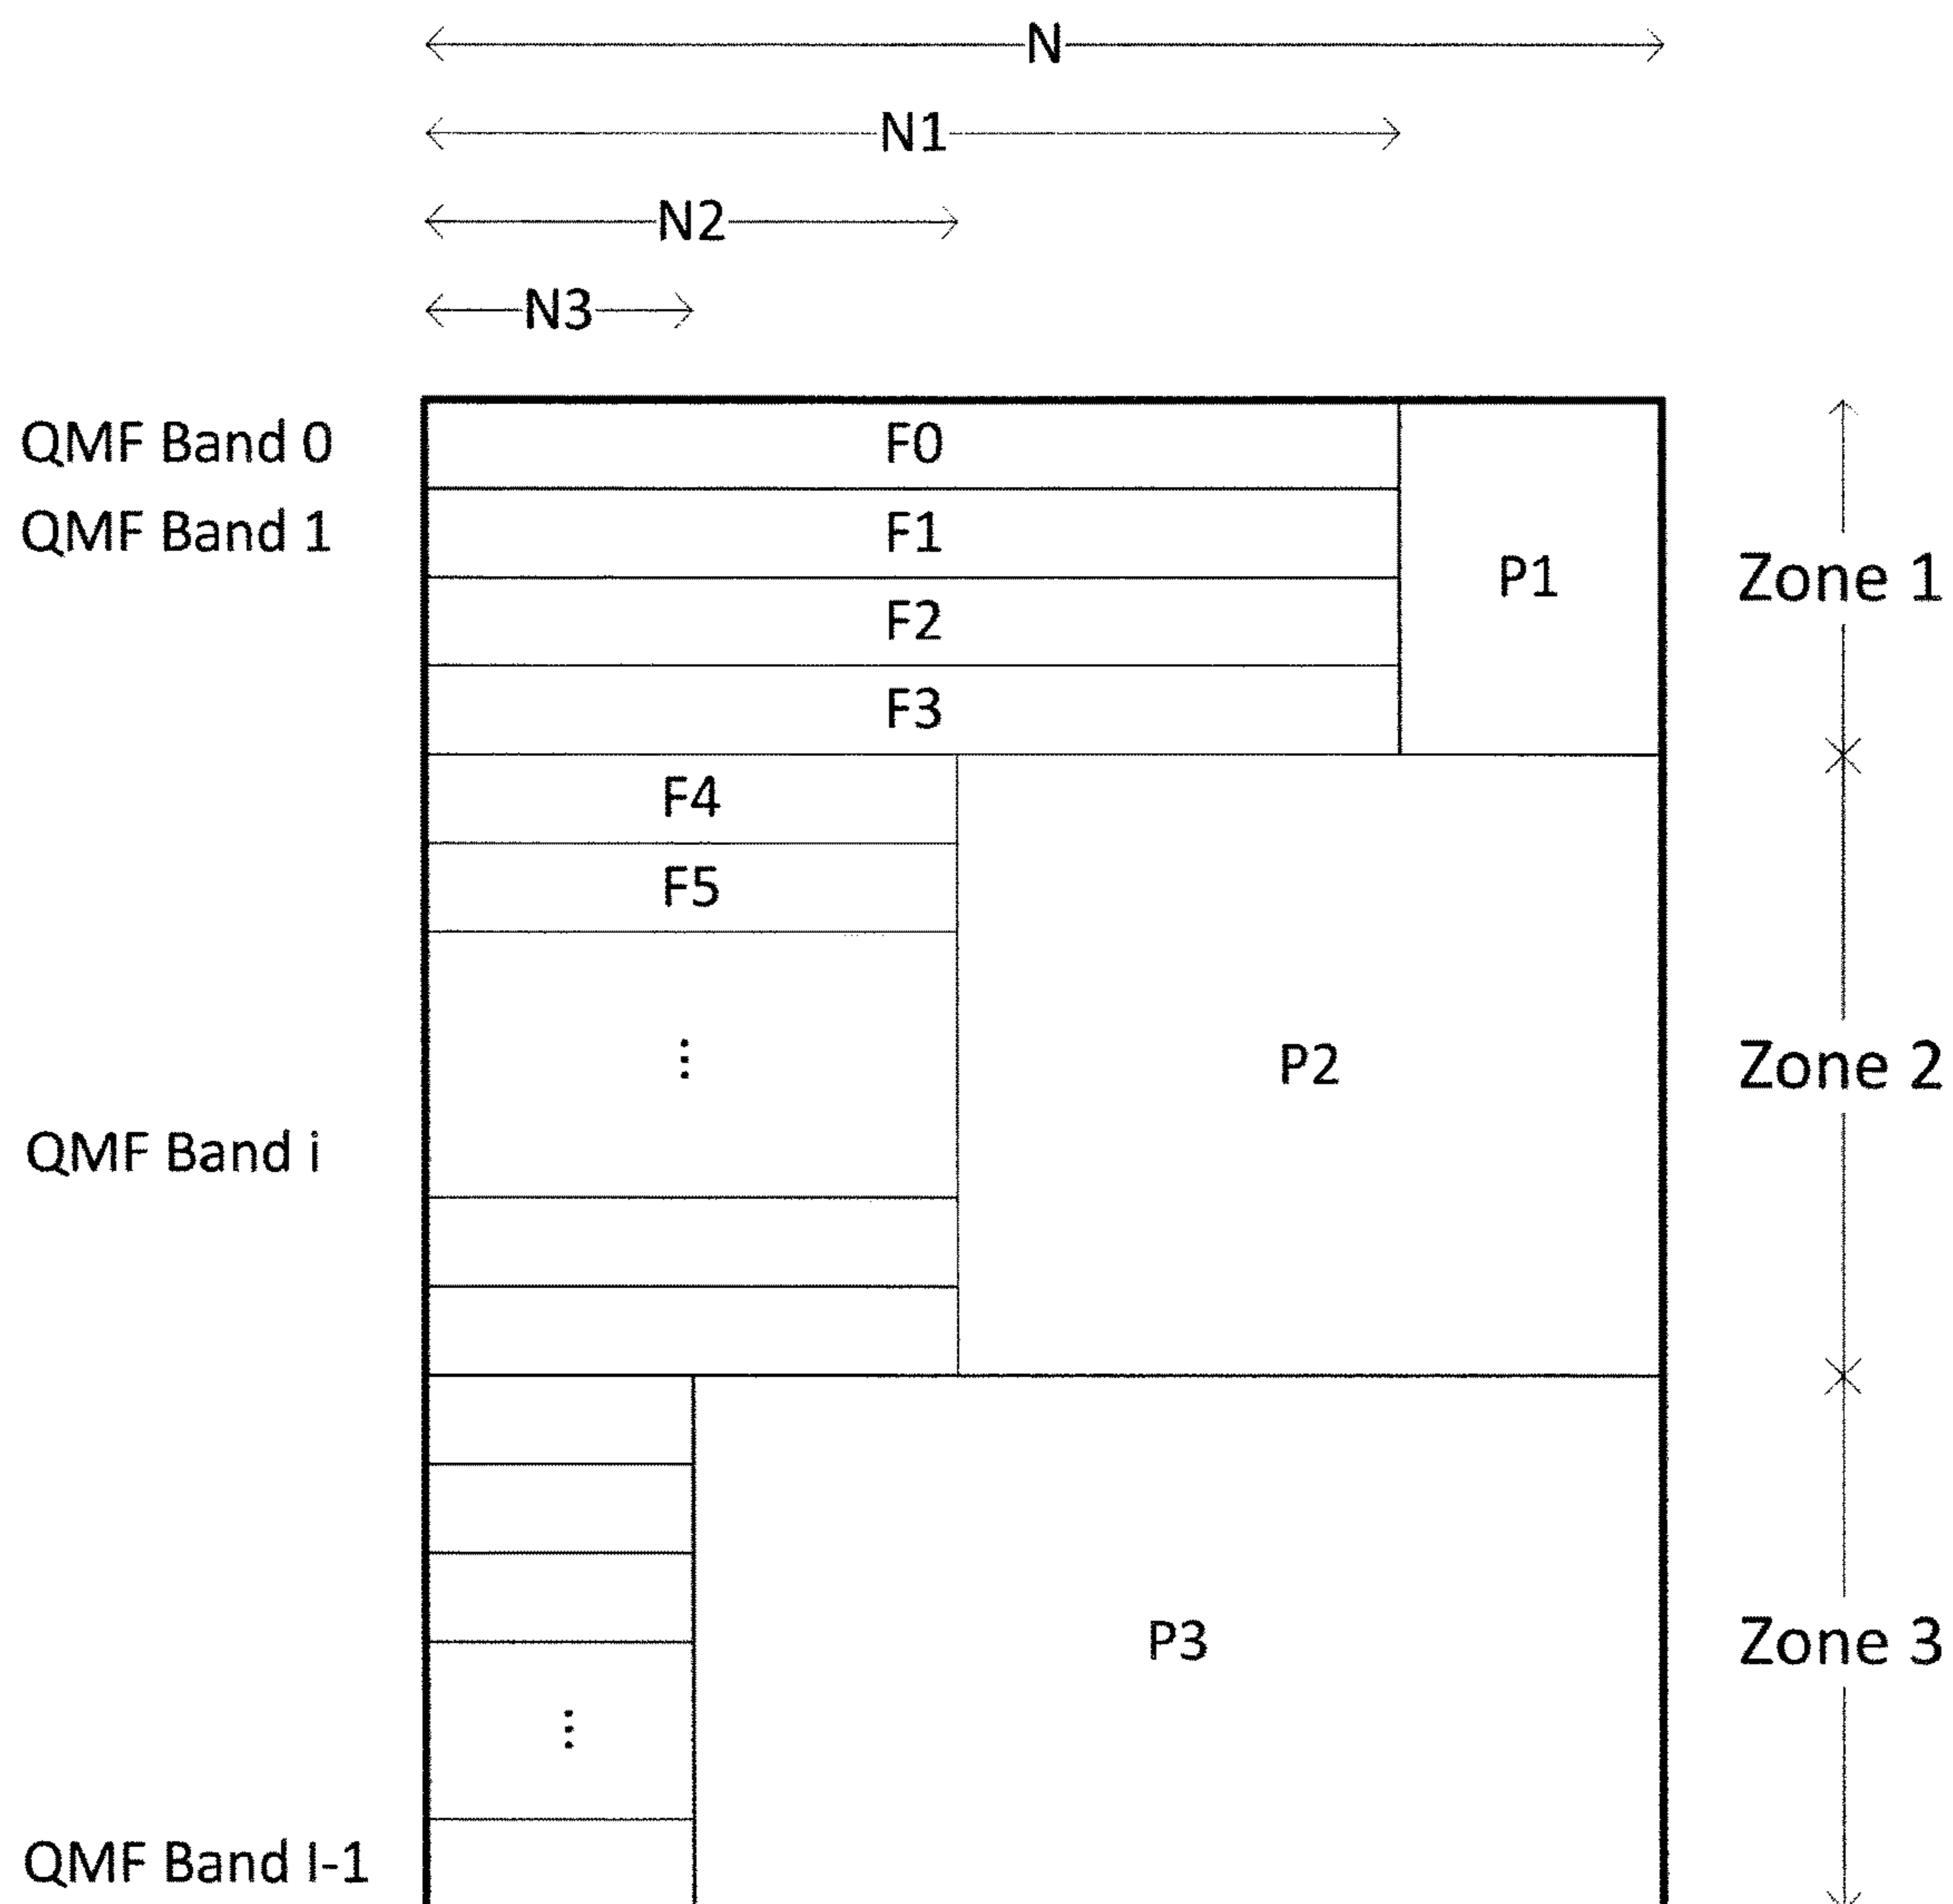 N
N1
N2
N3
QMF Band 0
F0
QMF Band 1
F1
P1
Zone 1
F2
F3
F4
F5
⋮
P2
Zone 2
QMF Band i
P3
Zone 3
⋮
QMF Band I-1